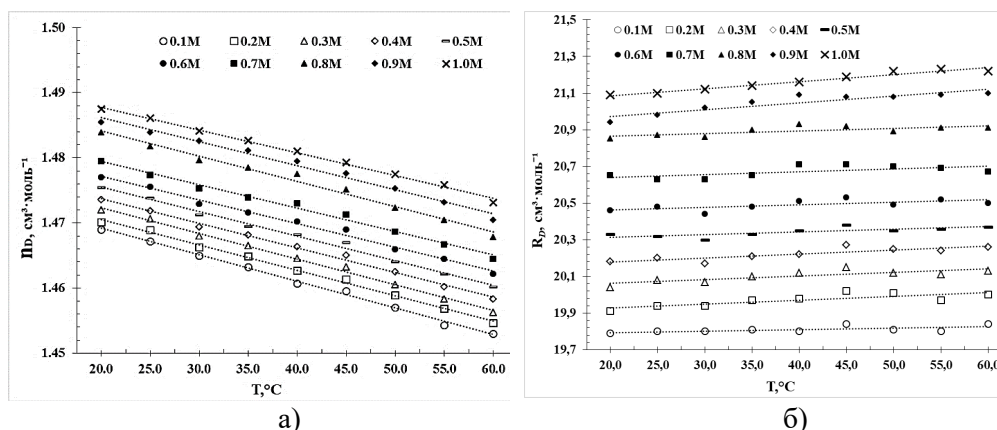 1.50
0.1M 0.2M 0.3M 0.4M 0.5M
0.6M 0.7M 0.8M 0.9M 1.0M
1.49
1.48
1.47
1.46
1.45
n_D, см³·моль⁻¹
20.0 25.0 30.0 35.0 40.0 45.0 50.0 55.0 60.0
T,°C
а)
21,5
0.1M 0.2M 0.3M 0.4M 0.5M
0.6M 0.7M 0.8M 0.9M 1.0M
21,3
21,1
20,9
20,7
20,5
20,3
20,1
19,9
19,7
R_D, см³·моль⁻¹
20,0 25,0 30,0 35,0 40,0 45,0 50,0 55,0 60,0
T,°C
б)